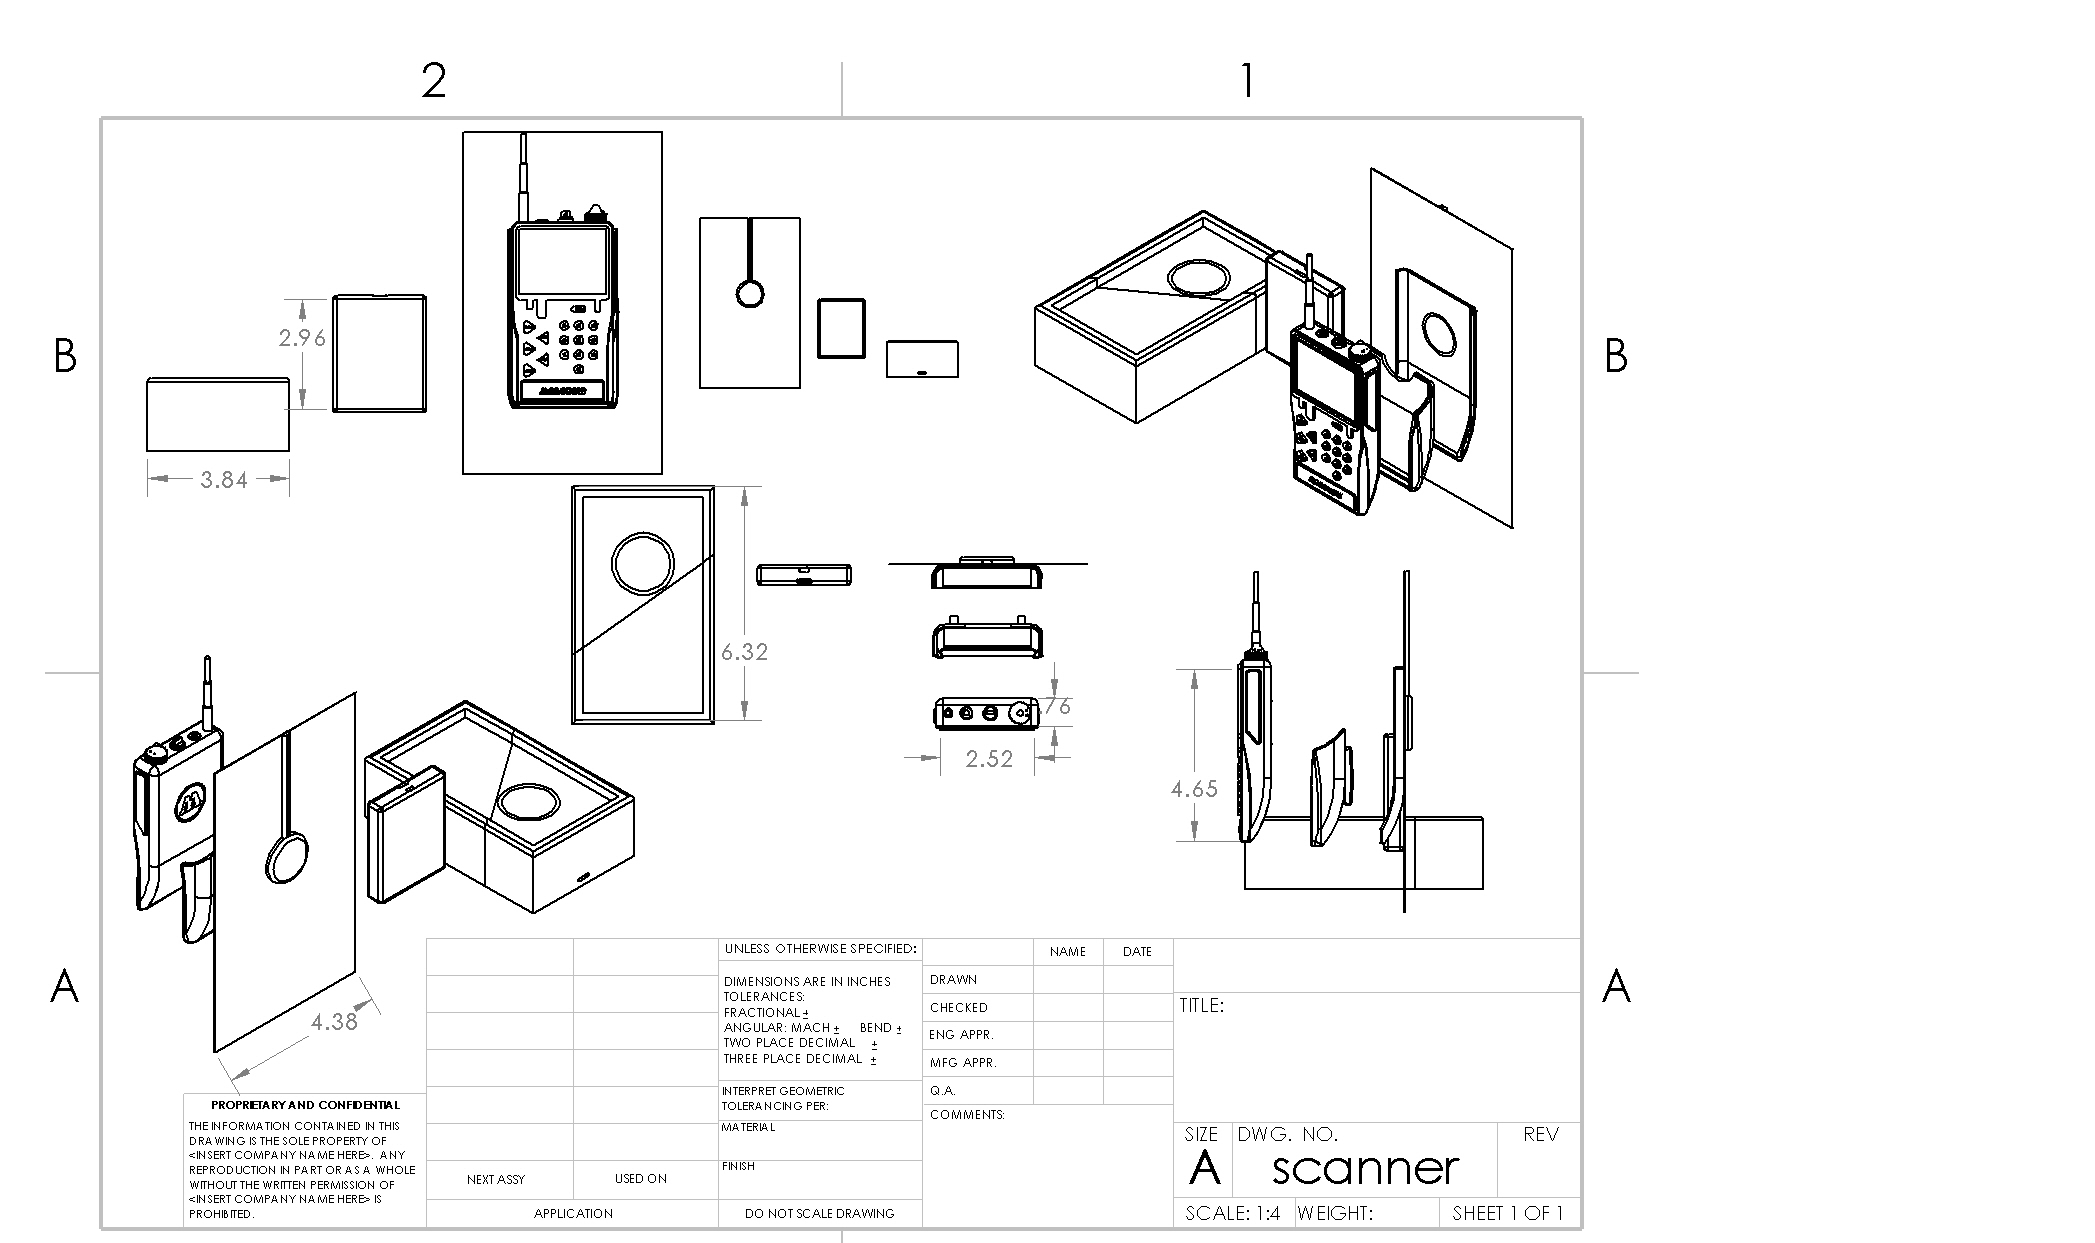 2 1
B B
2.96
3.84
6.32
.76
2.52
4.65
A A
4.38
PROPRIETARY AND CONFIDENTIAL
THE INFORMATION CONTAINED IN THIS
DRAWING IS THE SOLE PROPERTY OF
<INSERT COMPANY NAME HERE>. ANY
REPRODUCTION IN PART OR AS A WHOLE
WITHOUT THE WRITTEN PERMISSION OF
<INSERT COMPANY NAME HERE> IS
PROHIBITED.
NEXT ASSY USED ON
APPLICATION
UNLESS OTHERWISE SPECIFIED:
DIMENSIONS ARE IN INCHES
TOLERANCES:
FRACTIONAL ±
ANGULAR: MACH ± BEND ±
TWO PLACE DECIMAL ±
THREE PLACE DECIMAL ±
INTERPRET GEOMETRIC
TOLERANCING PER:
MATERIAL
FINISH
DO NOT SCALE DRAWING
NAME DATE
DRAWN
CHECKED
ENG APPR.
MFG APPR.
Q.A.
COMMENTS:
TITLE:
SIZE DWG. NO. REV
A scanner
SCALE: 1:4 WEIGHT: SHEET 1 OF 1